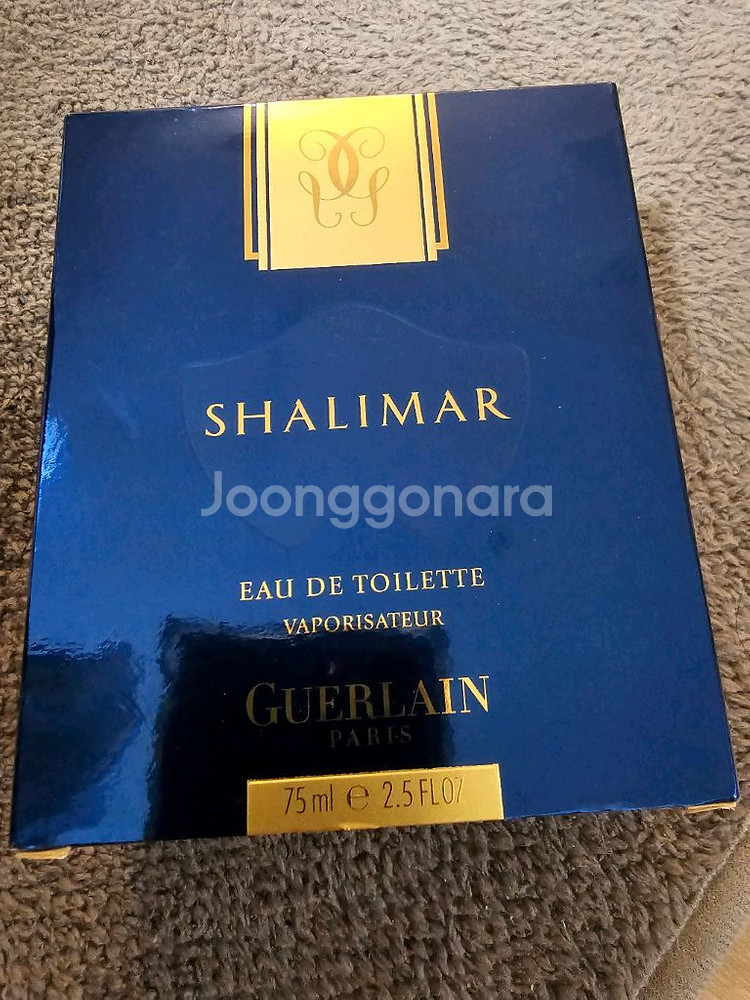 SHALIMAR
Joonggonara
EAU DE TOILETTE
VAPORISATEUR
GUERLAIN
PARIS
75 ml e 2.5 FL OZ